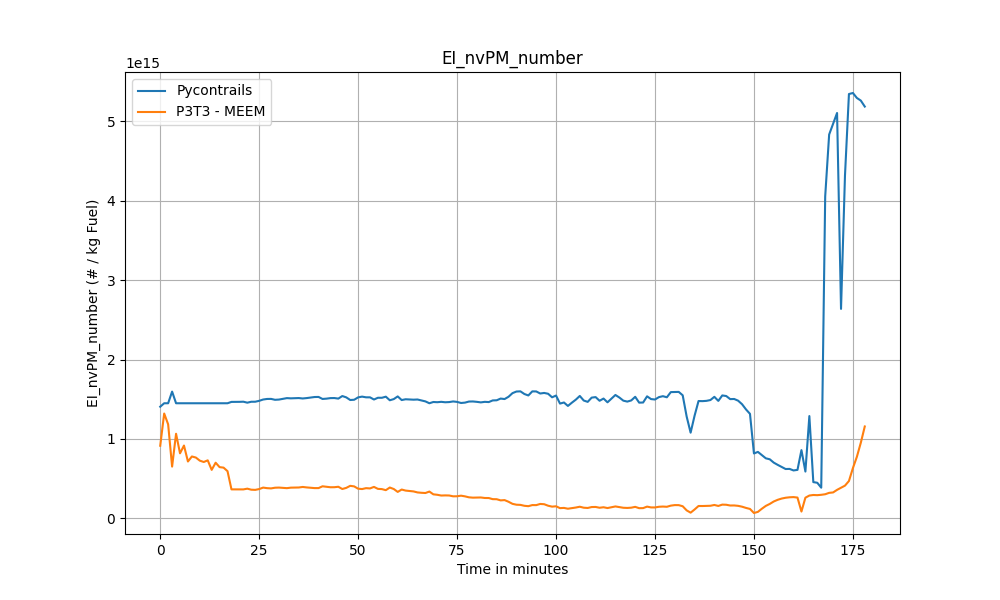 EI_nvPM_number
1e15
Pycontrails
P3T3 - MEEM
EI_nvPM_number (# / kg Fuel)
5
4
3
2
1
0
0 25 50 75 100 125 150 175
Time in minutes